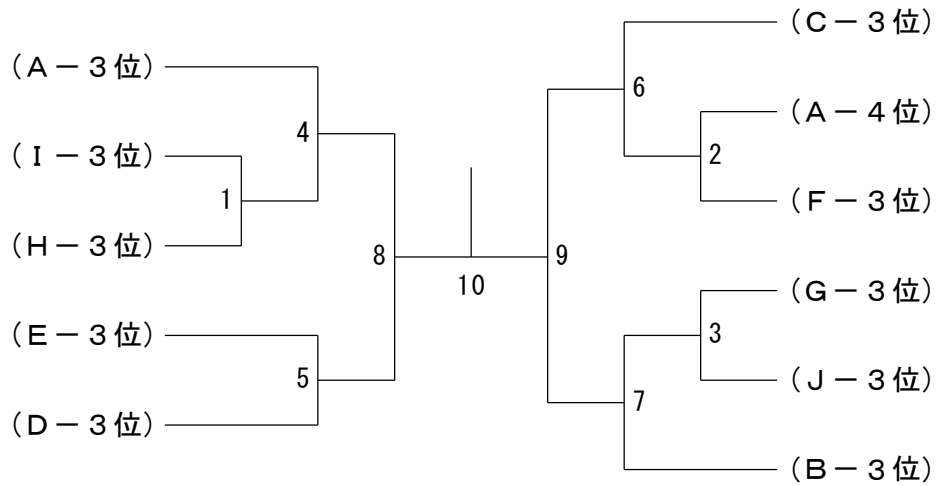 （Ａ－３位）
（Ｉ－３位）
（Ｈ－３位）
（Ｅ－３位）
（Ｄ－３位）
4
1
8
5
10
（Ｃ－３位）
（Ａ－４位）
（Ｆ－３位）
（Ｇ－３位）
（Ｊ－３位）
（Ｂ－３位）
6
2
9
3
7